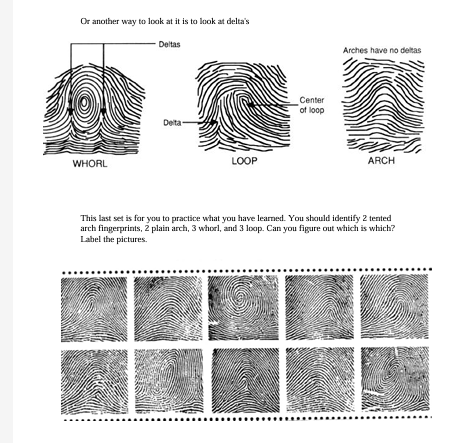 Or another way to look at it is to look at delta's
Deltas
Arches have no deltas
Center
of loop
Delta
WHORL
LOOP
ARCH
This last set is for you to practice what you have learned. You should identify 2 tented
arch fingerprints, 2 plain arch, 3 whorl, and 3 loop. Can you figure out which is which?
Label the pictures.